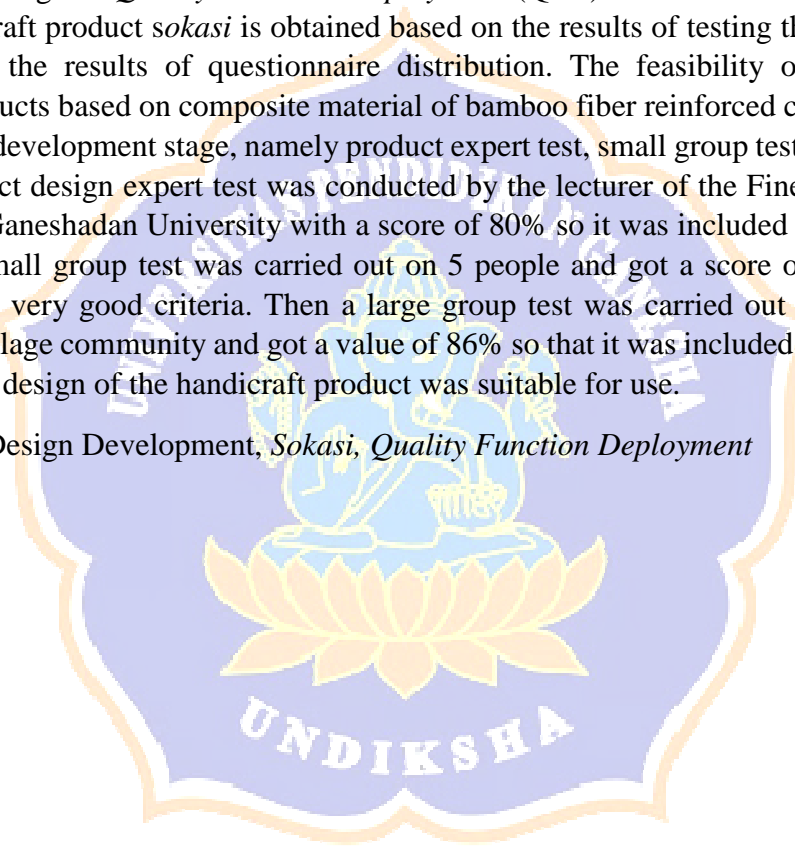 raft product sokasi is obtained based on the results of testing th
the results of questionnaire distribution. The feasibility o
ucts based on composite material of bamboo fiber reinforced c
development stage, namely product expert test, small group test
ct design expert test was conducted by the lecturer of the Fine
Ganeshadan University with a score of 80% so it was included
mall group test was carried out on 5 people and got a score o
very good criteria. Then a large group test was carried out
lage community and got a value of 86% so that it was included
design of the handicraft product was suitable for use.
Design Development, Sokasi, Quality Function Deployment
UNIVERSITAS PENDIDIKAN GANESHA
UNDIKSHA